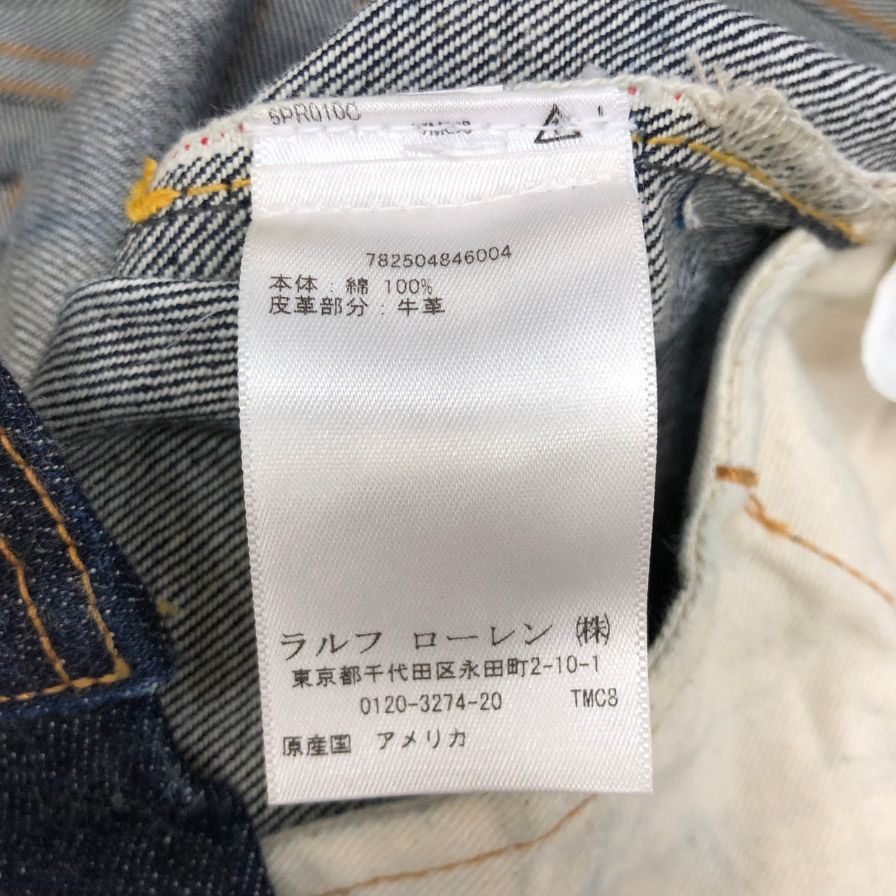 6PR010C
782504846004
本体：綿 100%
皮革部分：牛革
ラルフ ローレン ㈱
東京都千代田区永田町2-10-1
0120-3274-20 TMC8
原産国 アメリカ